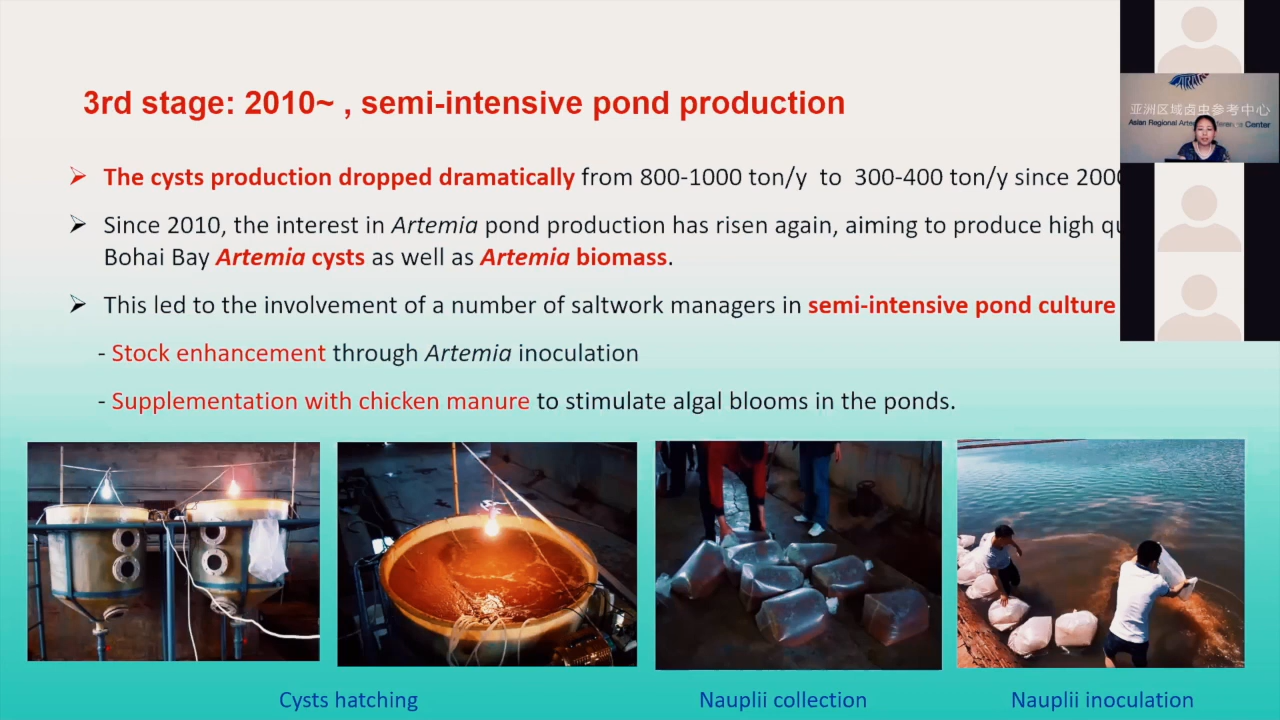 3rd stage: 2010~ , semi-intensive pond production
The cysts production dropped dramatically from 800-1000 ton/y to 300-400 ton/y since 2000
Since 2010, the interest in Artemia pond production has risen again, aiming to produce high
Bohai Bay Artemia cysts as well as Artemia biomass.
This led to the involvement of a number of saltwork managers in semi-intensive pond culture
- Stock enhancement through Artemia inoculation
- Supplementation with chicken manure to stimulate algal blooms in the ponds.
Cysts hatching
Nauplii collection
Nauplii inoculation
亚洲区域卤虫参考中心
Asian Regional Center